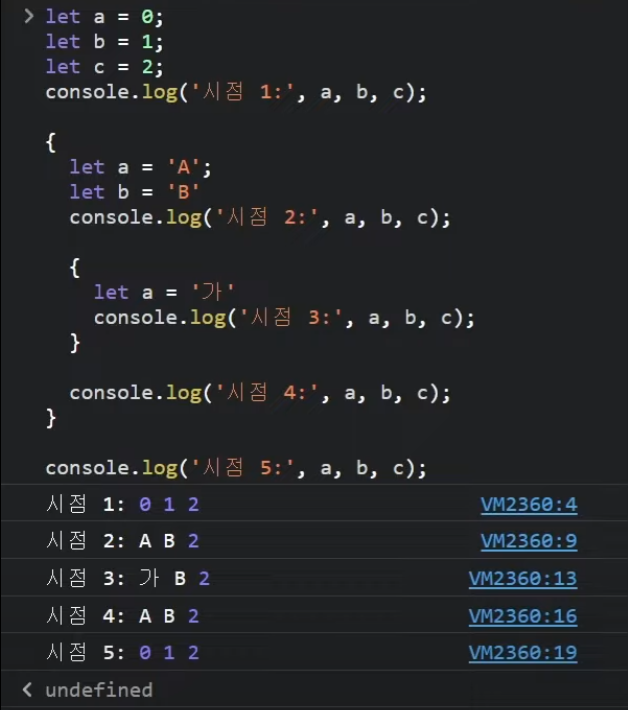 > let a = 0;
let b = 1;
let c = 2;
console.log('시점 1:', a, b, c);
{
let a = 'A';
let b = 'B'
console.log('시점 2:', a, b, c);
{
let a = '가'
console.log('시점 3:', a, b, c);
}
console.log('시점 4:', a, b, c);
}
console.log('시점 5:', a, b, c);
시점 1: 0 1 2 VM2360:4
시점 2: A B 2 VM2360:9
시점 3: 가 B 2 VM2360:13
시점 4: A B 2 VM2360:16
시점 5: 0 1 2 VM2360:19
< undefined